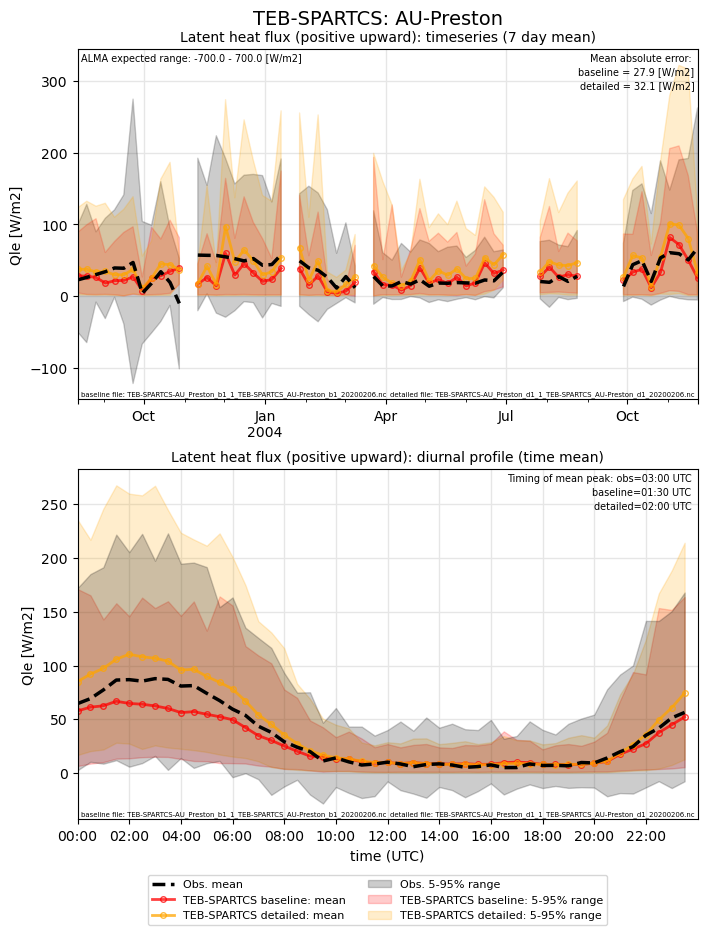 TEB-SPARTCS: AU-Preston
Latent heat flux (positive upward): timeseries (7 day mean)
ALMA expected range: -700.0 - 700.0 [W/m2]
Mean absolute error:
baseline = 27.9 [W/m2]
detailed = 32.1 [W/m2]
300
200
100
0
−100
Qle [W/m2]
baseline file: TEB-SPARTCS-AU_Preston_b1_1_TEB-SPARTCS_AU-Preston_b1_20200206.nc detailed file: TEB-SPARTCS-AU_Preston_d1_1_TEB-SPARTCS_AU-Preston_d1_20200206.nc
Oct Jan Apr Jul Oct
2004
Latent heat flux (positive upward): diurnal profile (time mean)
Timing of mean peak: obs=03:00 UTC
baseline=01:30 UTC
detailed=02:00 UTC
250
200
150
100
50
0
Qle [W/m2]
baseline file: TEB-SPARTCS-AU_Preston_b1_1_TEB-SPARTCS_AU-Preston_b1_20200206.nc detailed file: TEB-SPARTCS-AU_Preston_d1_1_TEB-SPARTCS_AU-Preston_d1_20200206.nc
00:00 02:00 04:00 06:00 08:00 10:00 12:00 14:00 16:00 18:00 20:00 22:00
time (UTC)
Obs. mean
TEB-SPARTCS baseline: mean
TEB-SPARTCS detailed: mean
Obs. 5-95% range
TEB-SPARTCS baseline: 5-95% range
TEB-SPARTCS detailed: 5-95% range